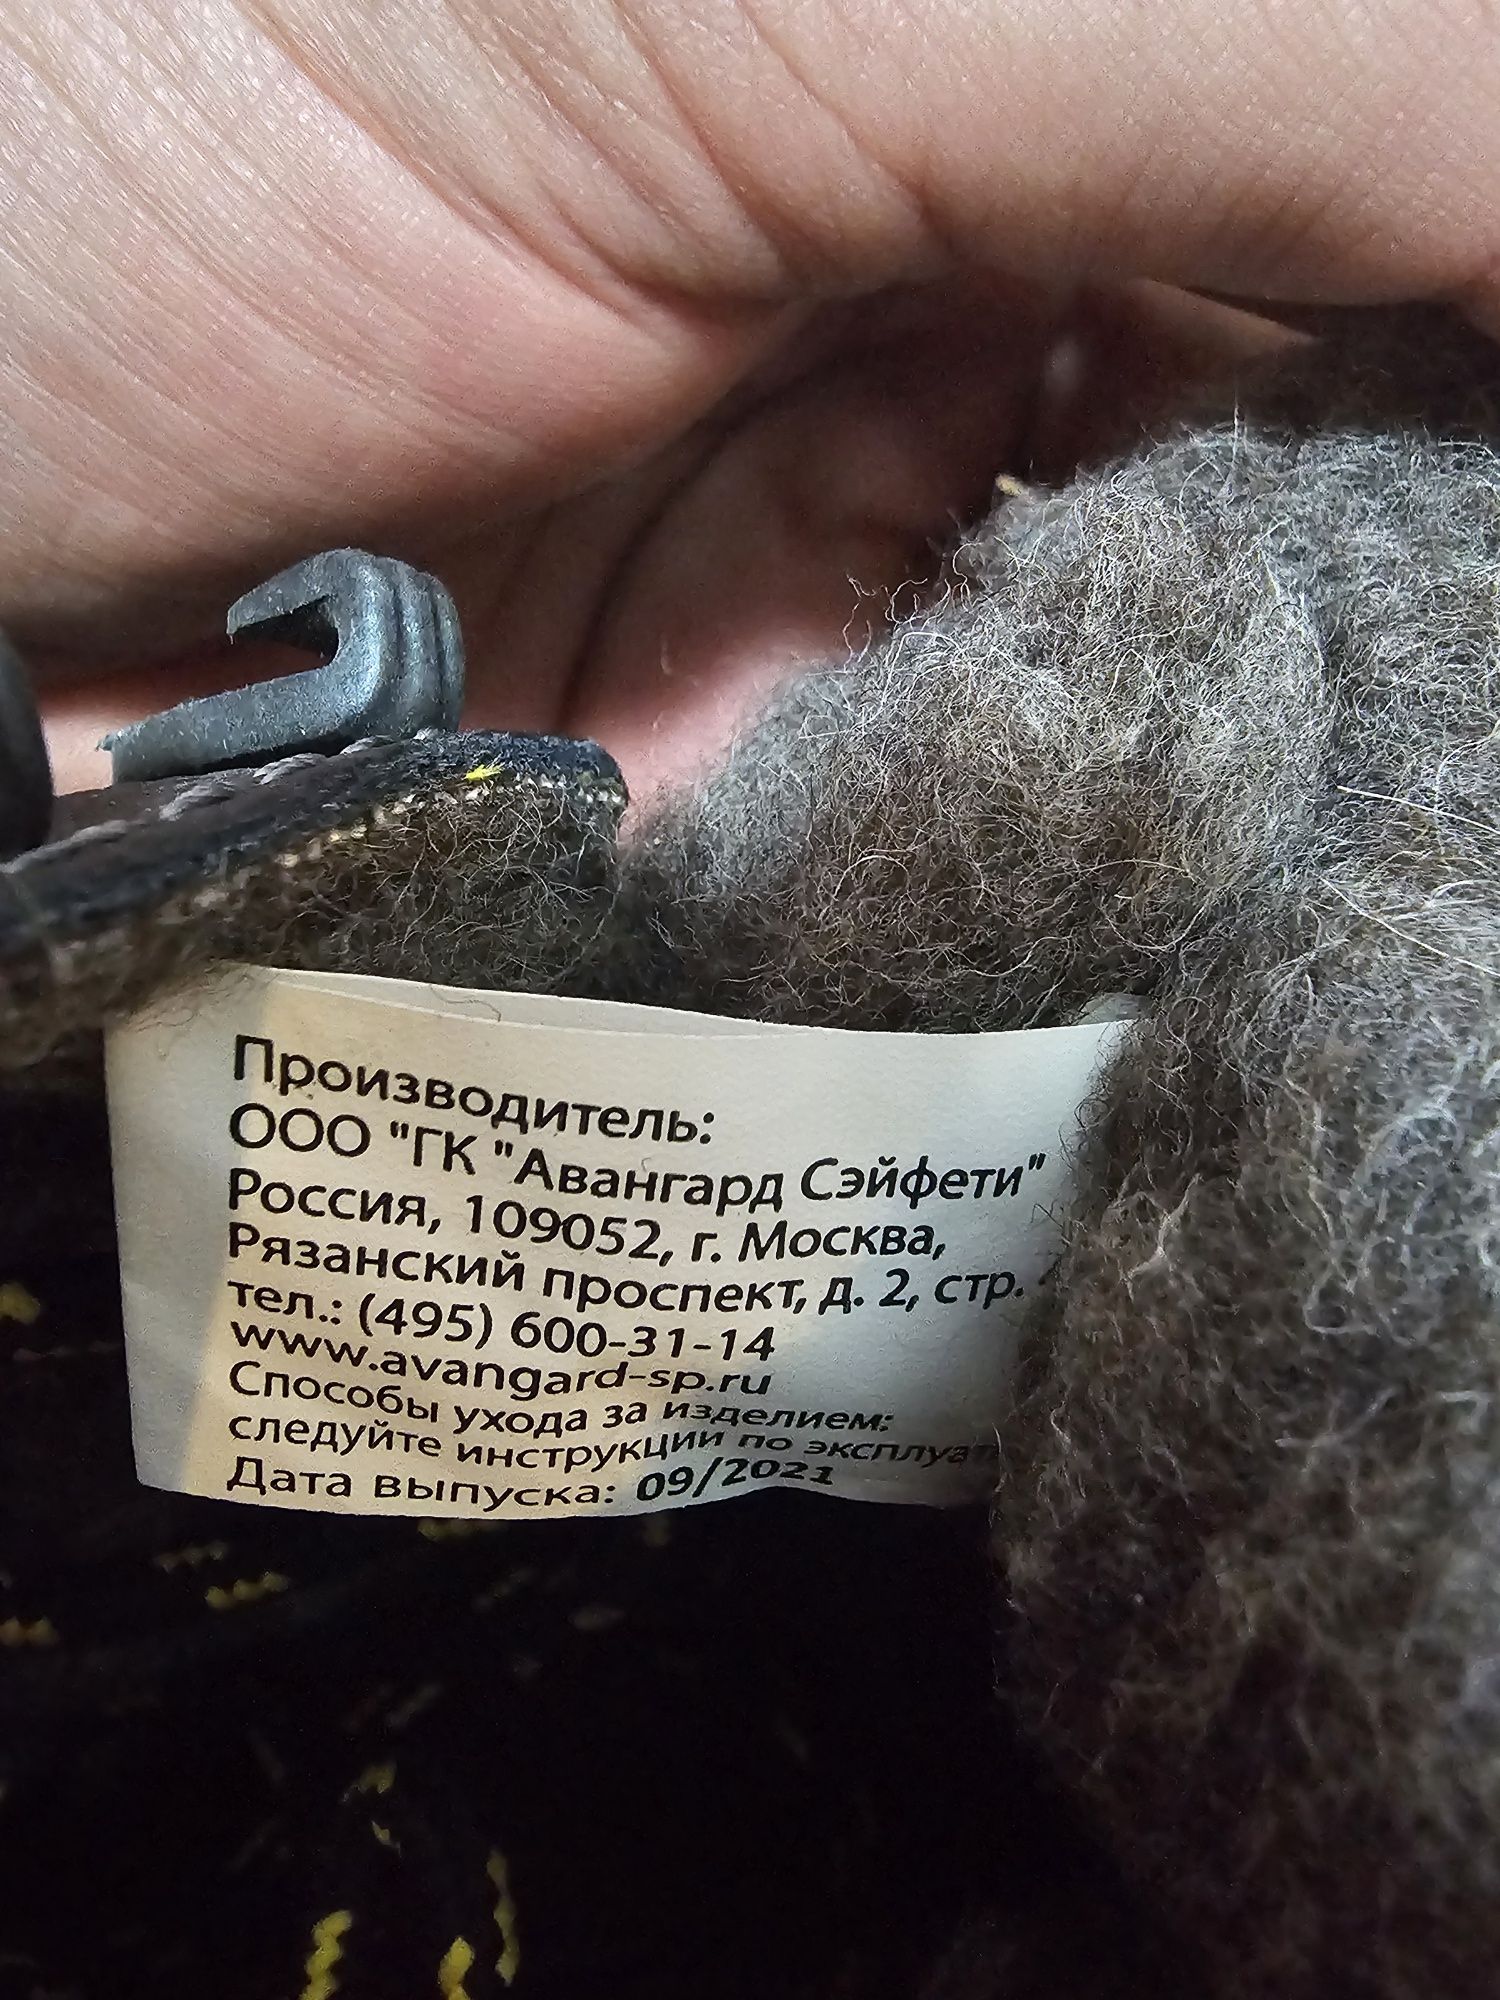 Производитель:
ООО "ГК "Авангард Сэйфети"
Россия, 109052, г. Москва,
Рязанский проспект, д. 2, стр.
тел.: (495) 600-31-14
www.avangard-sp.ru
Способы ухода за изделием:
следуйте инструкции по
Дата выпуска: 09/2021